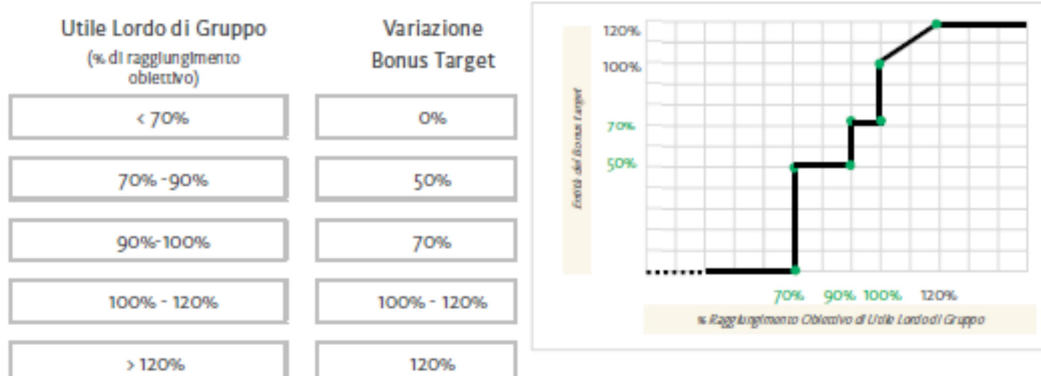 Utile Lordo di Gruppo
(% di raggiungimento
obiettivo)
Variazione
Bonus Target
< 70%
0%
70% -90%
50%
90%-100%
70%
100% - 120%
100% - 120%
> 120%
120%
Entità del Bonus target
120%
100%
70%
50%
70% 90% 100% 120%
% Raggiungimento Obiettivo di Utile Lordo di Gruppo